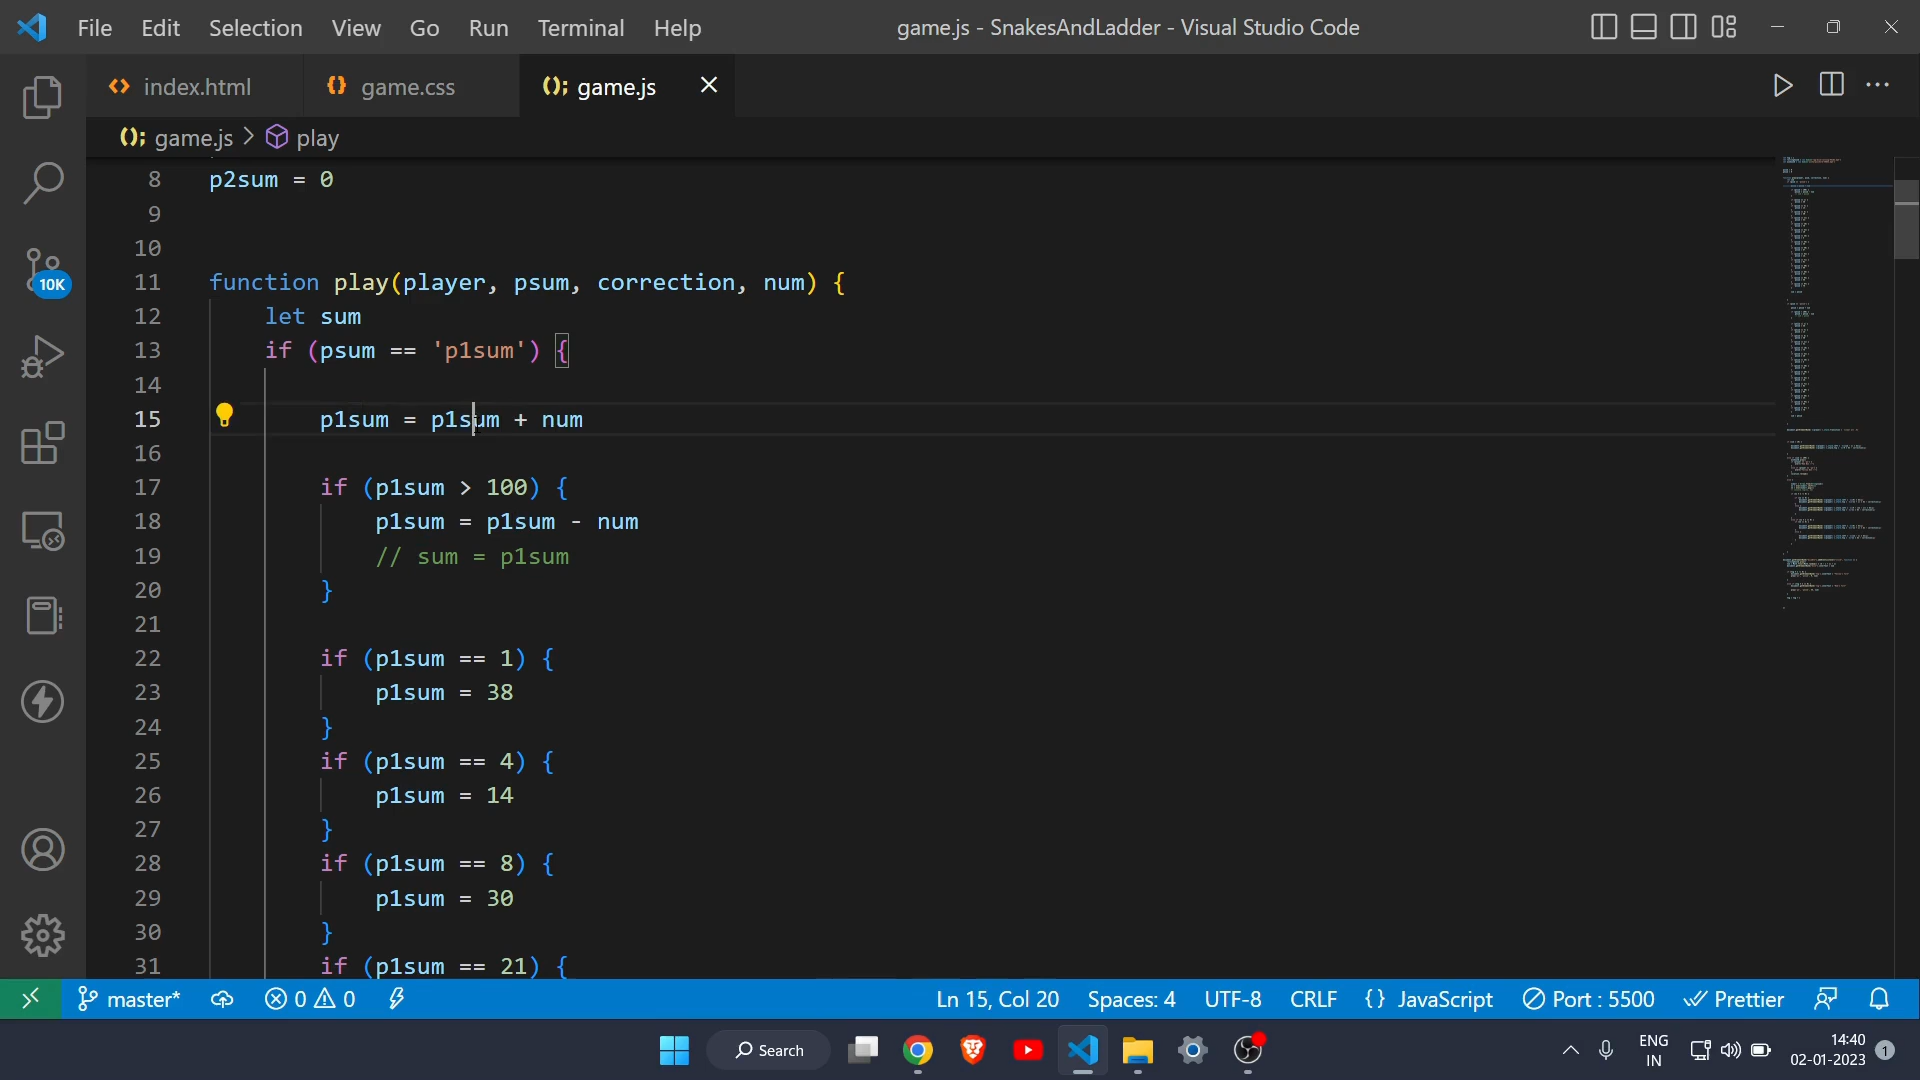 File Edit Selection View Go Run Terminal Help
game.js - SnakesAndLadder - Visual Studio Code
index.html
game.css
game.js
game.js > play
8 p2sum = 0
9
10
11 function play(player, psum, correction, num) {
12 let sum
13 if (psum == 'p1sum') {
14
15 p1sum = p1sum + num
16
17 if (p1sum > 100) {
18 p1sum = p1sum - num
19 // sum = p1sum
20 }
21
22 if (p1sum == 1) {
23 p1sum = 38
24 }
25 if (p1sum == 4) {
26 p1sum = 14
27 }
28 if (p1sum == 8) {
29 p1sum = 30
30 }
31 if (p1sum == 21) {
10K
master* 0 0 Ln 15, Col 20 Spaces: 4 UTF-8 CRLF {} JavaScript Port : 5500 Prettier
Search
ENG
IN
14:40
02-01-2023
1